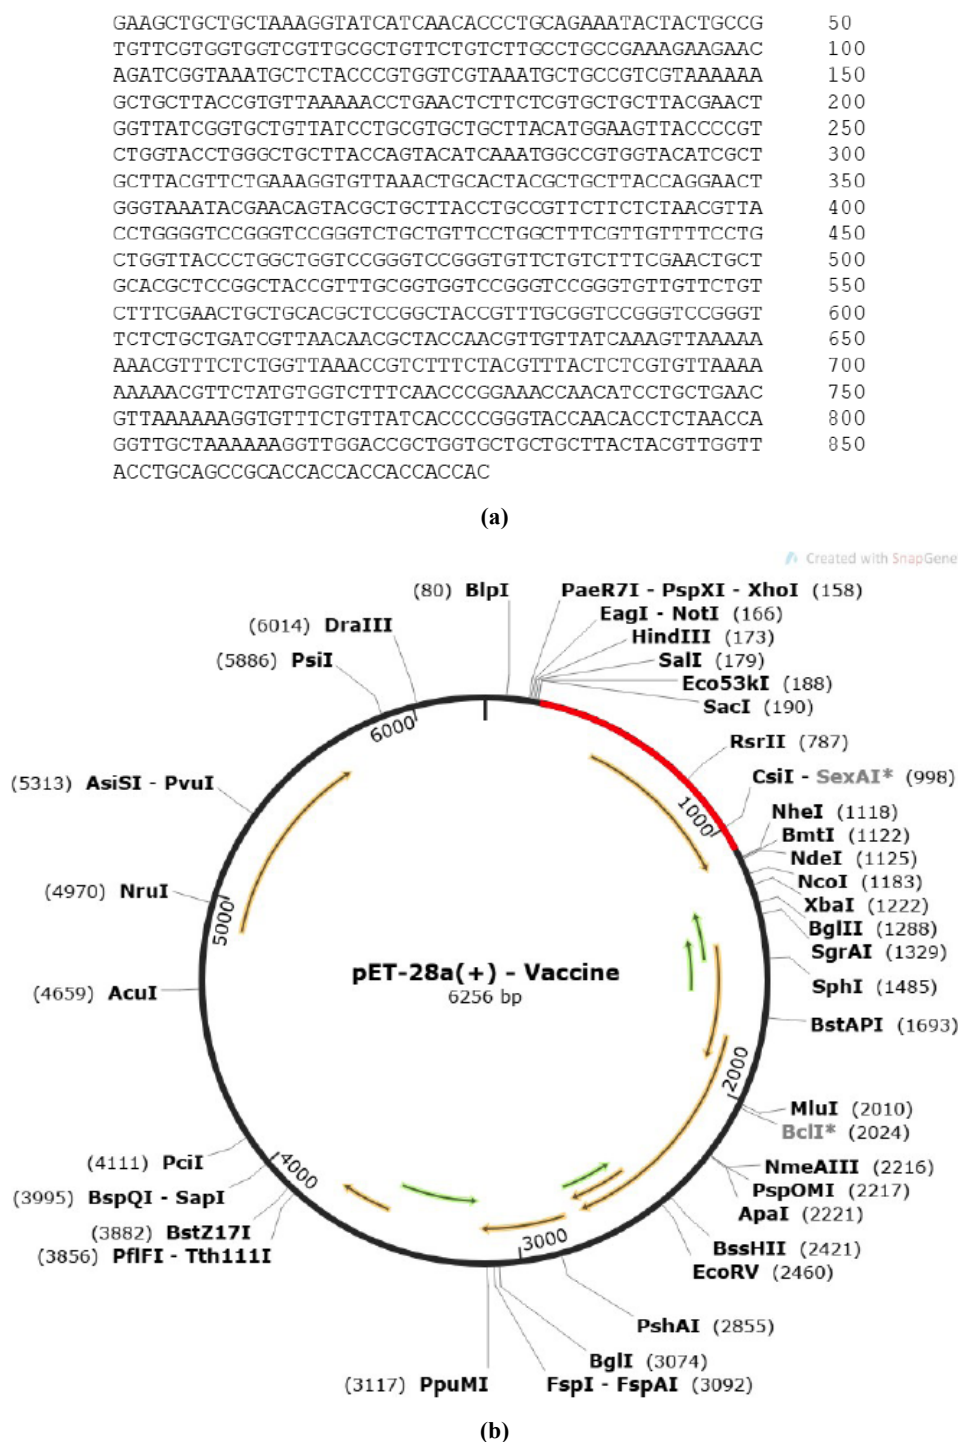 GAAGCTGCTGCTAAAGGTATCATCAACACCCTGCAGAAATACTACTGCCG 50
TGTTCGTGGTGGTCGTTGCGCTGTTCTGTCTTGCCTGCCGAAAGAAGAAC 100
AGATCGGTAAATGCTCTACCCGTGGTCGTAAATGCTGCCGTCGTAAAAAA 150
GCTGCTTACCGTGTTAAAAACCTGAACTCTTCTCGTGCTGCTTACGAACT 200
GGTTATCGGTGCTGTTATCCTGCGTGCTGCTTACATGGAAGTTACCCCGT 250
CTGGTACCTGGGCTGCTTACCAGTACATCAAATGGCCGTGGTACATCGCT 300
GCTTACGTTCTGAAAGGTGTTAAACTGCACTACGCTGCTTACCAGGAACT 350
GGGTAAATACGAACAGTACGCTGCTTACCTGCCGTTCTTCTCTAACGTTA 400
CCTGGGGTCCGGGTCCGGGTCTGCTGTTCCTGGCTTTCGTTGTTTTCCTG 450
CTGGTTACCCTGGCTGGTCCGGGTCCGGGTGTTCTGTCTTTCGAACTGCT 500
GCACGCTCCGGCTACCGTTTGCGGTGGTCCGGGTCCGGGTGTTGTTCTGT 550
CTTTCGAACTGCTGCACGCTCCGGCTACCGTTTGCGGTCCGGGTCCGGGT 600
TCTCTGCTGATCGTTAACAACGCTACCAACGTTGTTATCAAAGTTAAAAA 650
AAACGTTTCTCTGGTTAAACCGTCTTTCTACGTTTACTCTCGTGTTAAAA 700
AAAAACGTTCTATGTGGTCTTTCAACCCGGAAACCAACATCCTGCTGAAC 750
GTTAAAAAAGGTGTTTCTGTTATCACCCCGGGTACCAACACCTCTAACCA 800
GGTTGCTAAAAAAGGTTGGACCGCTGGTGCTGCTGCTTACTACGTTGGTT 850
ACCTGCAGCCGCACCACCACCACCACCAC
(a)
Created with SnapGene
(80) BlpI
PaeR7I - PspXI - XhoI (158)
EagI - NotI (166)
HindIII (173)
SalI (179)
Eco53kI (188)
SacI (190)
RsrII (787)
CsiI - SexAI* (998)
NheI (1118)
BmtI (1122)
NdeI (1125)
NcoI (1183)
XbaI (1222)
BglII (1288)
SgrAI (1329)
SphI (1485)
BstAPI (1693)
MluI (2010)
BclI* (2024)
NmeAIII (2216)
PspOMI (2217)
ApaI (2221)
BssHII (2421)
EcoRV (2460)
PshAI (2855)
BglI (3074)
FspI - FspAI (3092)
(3117) PpuMI
(3856) PflFI - Tth111I
(3882) BstZ17I
(3995) BspQI - SapI
(4111) PciI
(4659) AcuI
(4970) NruI
(5313) AsiSI - PvuI
(5886) PsiI
(6014) DraIII
1000
2000
3000
4000
5000
6000
pET-28a(+) - Vaccine
6256 bp
(b)